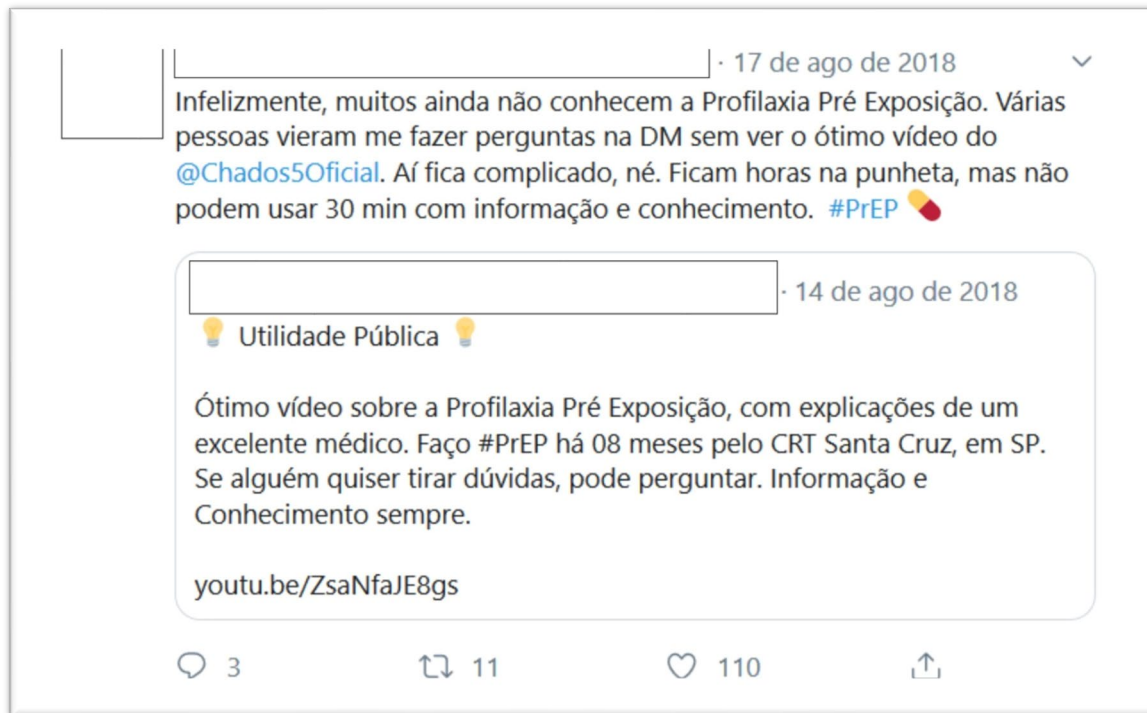 · 17 de ago de 2018
Infelizmente, muitos ainda não conhecem a Profilaxia Pré Exposição. Várias
pessoas vieram me fazer perguntas na DM sem ver o ótimo vídeo do
@Chados5Oficial. Aí fica complicado, né. Ficam horas na punheta, mas não
podem usar 30 min com informação e conhecimento. #PrEP
· 14 de ago de 2018
Utilidade Pública
Ótimo vídeo sobre a Profilaxia Pré Exposição, com explicações de um
excelente médico. Faço #PrEP há 08 meses pelo CRT Santa Cruz, em SP.
Se alguém quiser tirar dúvidas, pode perguntar. Informação e
Conhecimento sempre.
youtu.be/ZsaNfaJE8gs
3 11 110